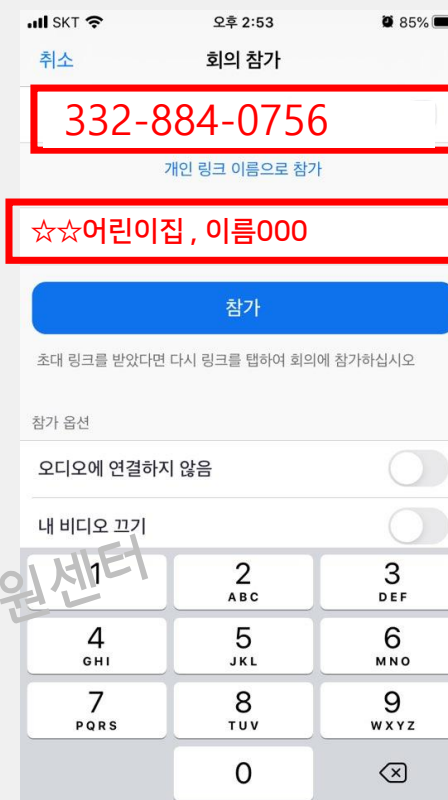 SKT 오후 2:53 85%
취소 회의 참가
332-884-0756
개인 링크 이름으로 참가
☆☆어린이집 , 이름000
참가
초대 링크를 받았다면 다시 링크를 탭하여 회의에 참가하십시오
참가 옵션
오디오에 연결하지 않음
내 비디오 끄기
원센터
1 2 3
ABC DEF
4 5 6
GHI JKL MNO
7 8 9
PQRS TUV WXYZ
0